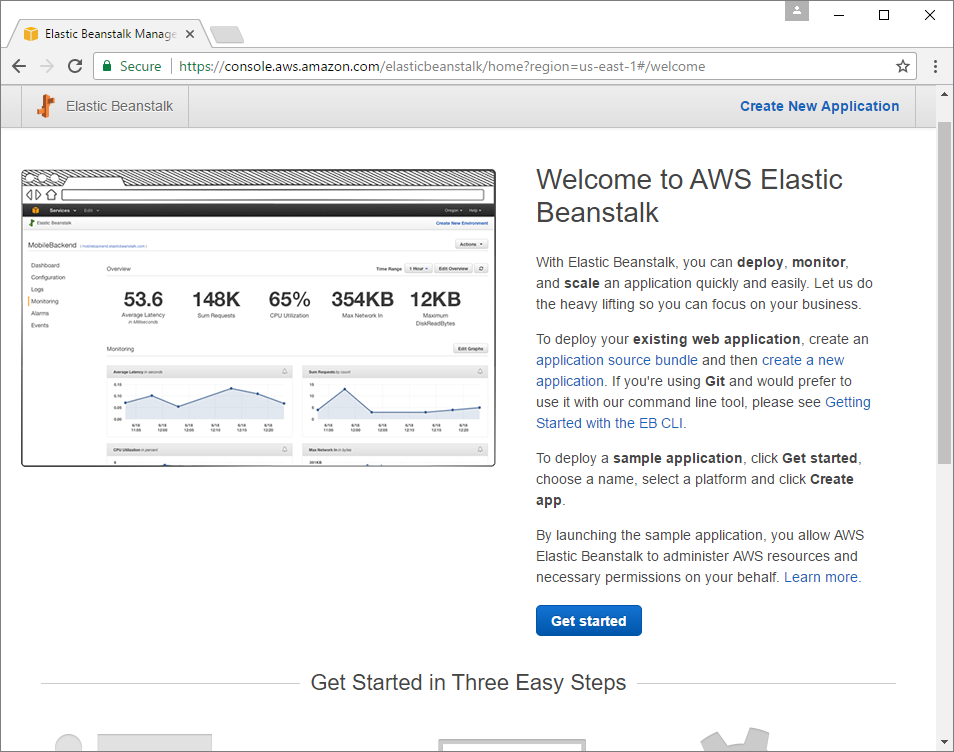 Elastic Beanstalk Manage
Secure
https://console.aws.amazon.com/elasticbeanstalk/home?region=us-east-1#/welcome
Elastic Beanstalk
Create New Application
Services
Edit
Oregon
Help
Elastic Beanstalk
Create New Environment
MobileBackend
Actions
Dashboard
Configuration
Logs
Monitoring
Alarms
Events
Overview
Time Range
1 Hour
Edit Overview
53.6
Average Latency
in Milliseconds
148K
Sum Requests
65%
CPU Utilization
354KB
Max Network In
12KB
Maximum
DiskReadBytes
Monitoring
Edit Graphs
Average Latency in seconds
Sum Requests by count
CPU Utilization in percent
Max Network In in bytes
Welcome to AWS Elastic
Beanstalk
With Elastic Beanstalk, you can deploy, monitor,
and scale an application quickly and easily. Let us do
the heavy lifting so you can focus on your business.
To deploy your existing web application, create an
application source bundle and then create a new
application. If you're using Git and would prefer to
use it with our command line tool, please see Getting
Started with the EB CLI.
To deploy a sample application, click Get started,
choose a name, select a platform and click Create
app.
By launching the sample application, you allow AWS
Elastic Beanstalk to administer AWS resources and
necessary permissions on your behalf. Learn more.
Get started
Get Started in Three Easy Steps